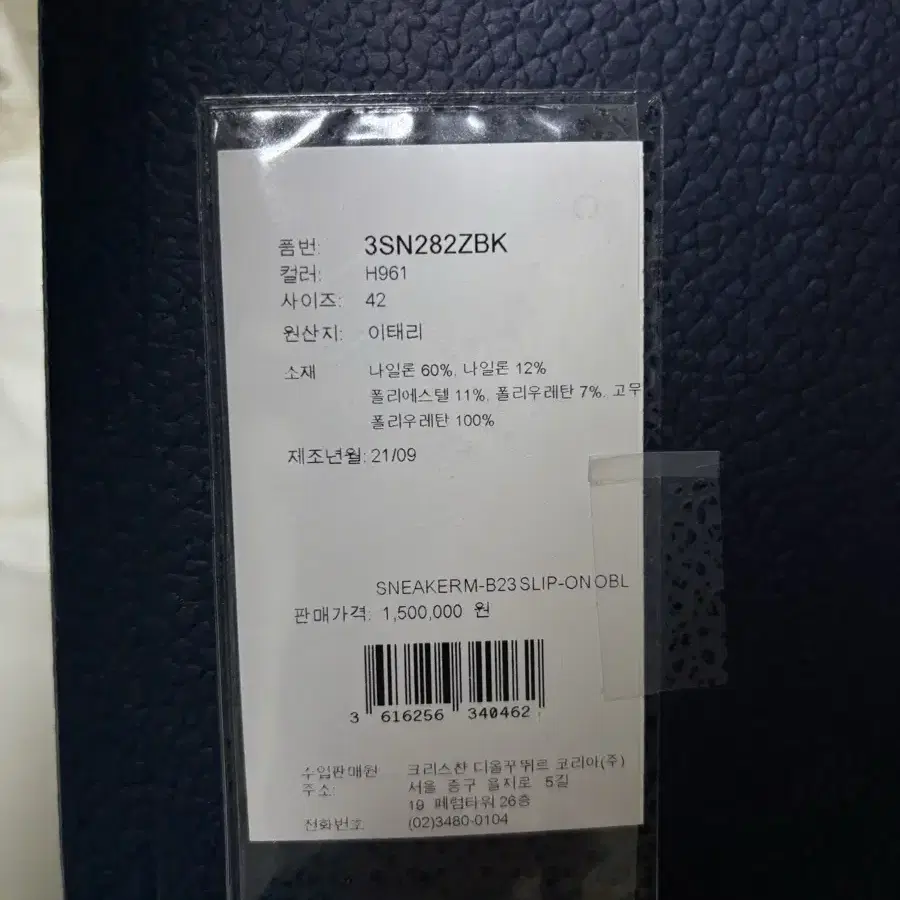 품번: 3SN282ZBK
컬러: H961
사이즈: 42
원산지: 이태리
소재 나일론 60%, 나일론 12%
폴리에스텔 11%, 폴리우레탄 7%, 고무
폴리우레탄 100%
제조년월: 21/09
SNEAKERM-B23 SLIP-ON OBL
판매가격: 1,500,000 원
3 616256 340462
수입판매원 크리스챤 디올꾸뛰르 코리아(주)
주소: 서울 중구 을지로 5길
19 페럼타워 26층
전화번호 (02)3480-0104